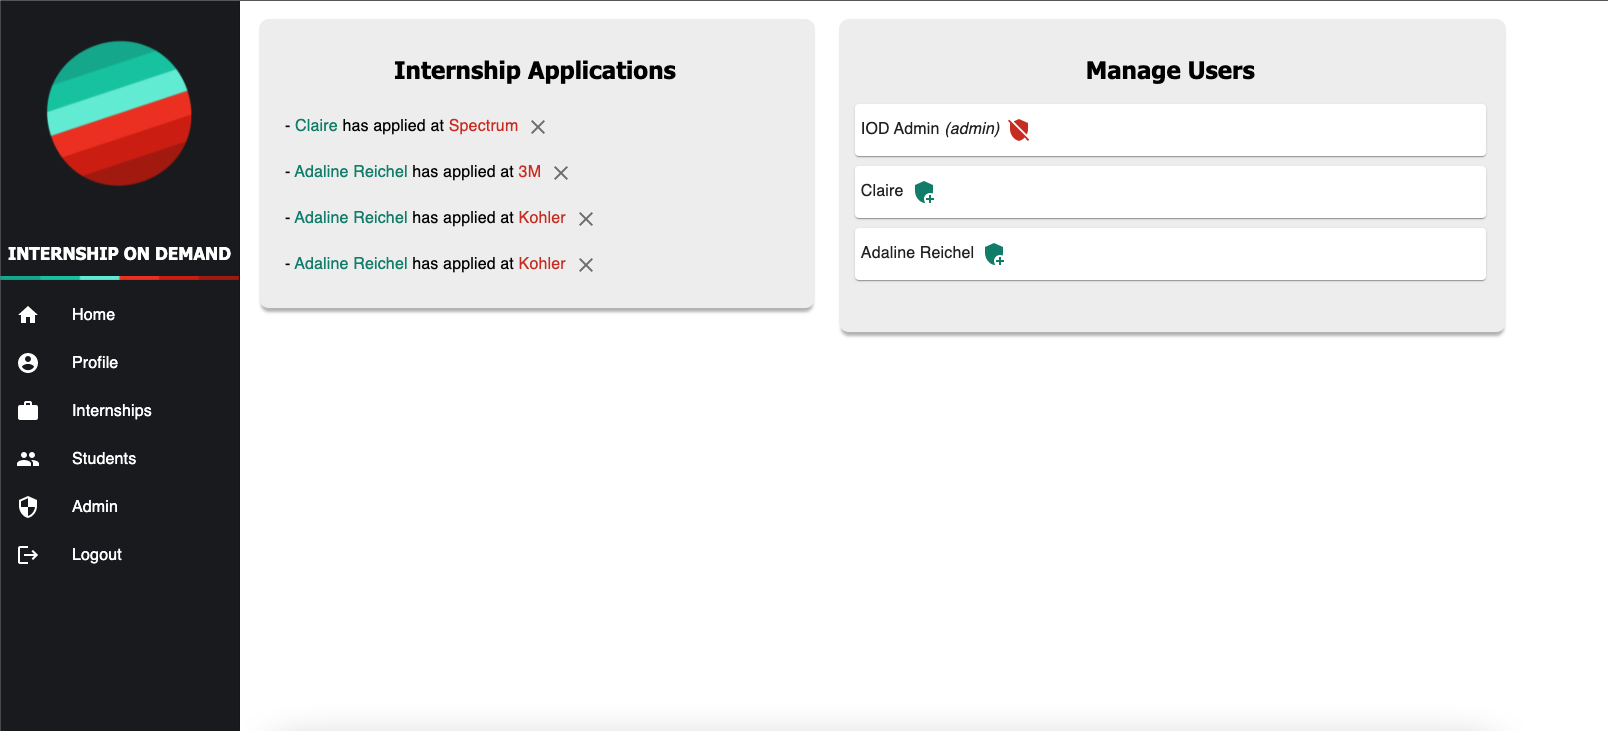 INTERNSHIP ON DEMAND
Home
Profile
Internships
Students
Admin
Logout
Internship Applications
- Claire has applied at Spectrum
- Adaline Reichel has applied at 3M
- Adaline Reichel has applied at Kohler
- Adaline Reichel has applied at Kohler
Manage Users
IOD Admin (admin)
Claire
Adaline Reichel